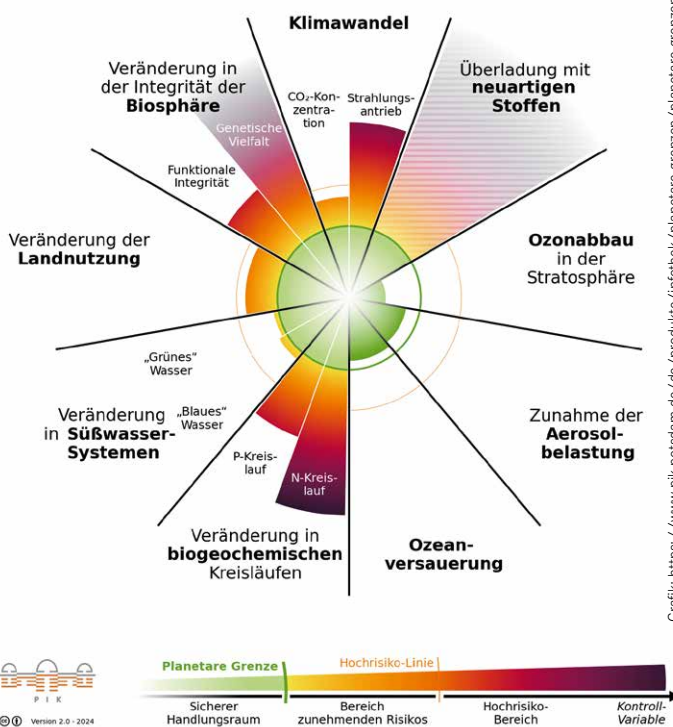 Klimawandel
Veränderung in
der Integrität der
Biosphäre
Überladung mit
neuartigen
Stoffen
CO₂-Kon-
zentra-
tion
Strahlungs-
antrieb
Genetische
Vielfalt
Funktionale
Integrität
Veränderung der
Landnutzung
Ozonabbau
in der
Stratosphäre
„Grünes"
Wasser
Veränderung
in Süßwasser-
Systemen
„Blaues"
Wasser
Zunahme der
Aerosol-
belastung
P-Kreis-
lauf
N-Kreis-
lauf
Veränderung in
biogeochemischen
Kreisläufen
Ozean-
versauerung
PIK
Version 2.0 - 2024
Planetare Grenze
Hochrisiko-Linie
Sicherer
Handlungsraum
Bereich
zunehmenden Risikos
Hochrisiko-
Bereich
Kontroll-
Variable